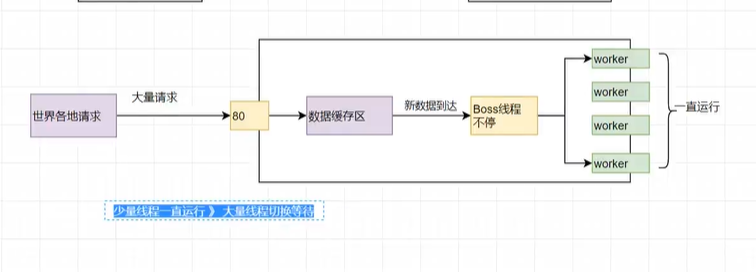 大量请求
世界各地请求
80
数据缓存区
新数据到达
Boss线程
不停
worker
worker
worker
worker
一直运行
少量线程一直运行 》 大量线程切换等待